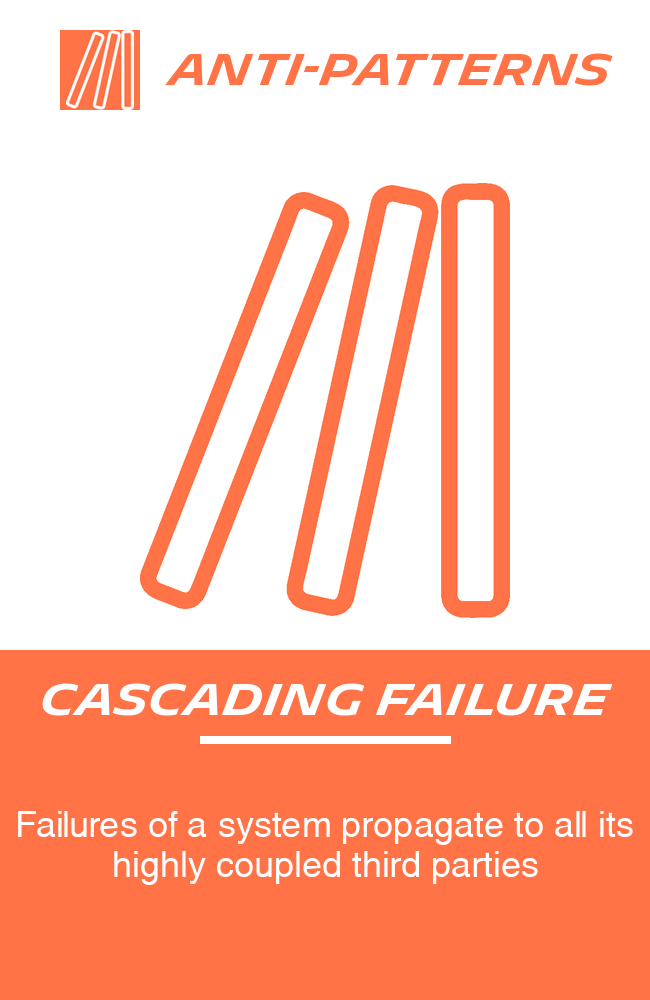 ANTI-PATTERNS
CASCADING FAILURE
Failures of a system propagate to all its
highly coupled third parties